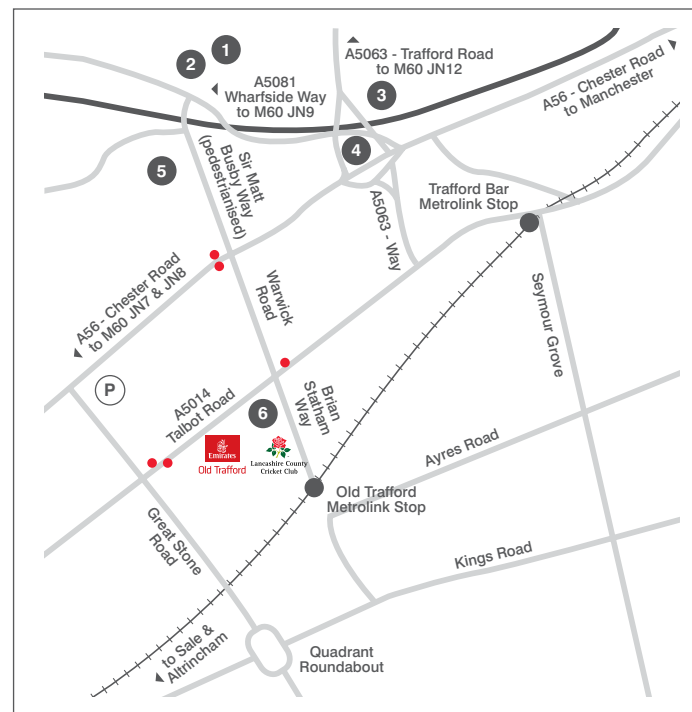 1
2
A5063 - Trafford Road
to M60 JN12
A5081
Wharfside Way
to M60 JN9
3
A56 - Chester Road
to Manchester
4
5
Sir Matt
Busby Way
(pedestrianised)
A5063 - Way
Trafford Bar
Metrolink Stop
A56 - Chester Road
to M60 JN7 & JN8
Warwick
Road
Seymour Grove
P
A5014
Talbot Road
6
Brian
Statham
Way
Emirates
Old Trafford
Lancashire County
Cricket Club
Ayres Road
Old Trafford
Metrolink Stop
Great Stone
Road
Kings Road
to Sale &
Altrincham
Quadrant
Roundabout